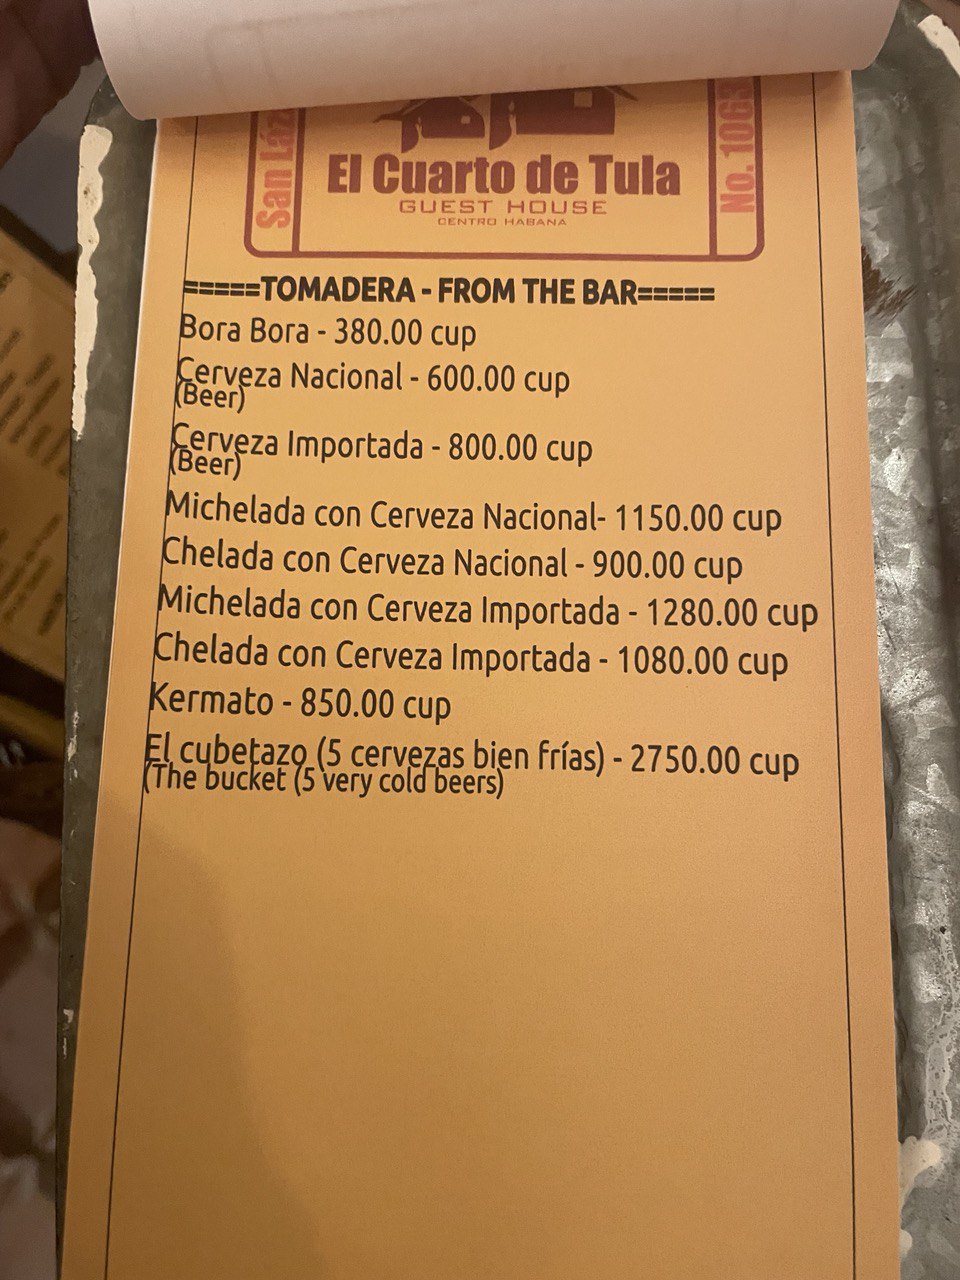 San Láz
No. 1063
El Cuarto de Tula
GUEST HOUSE
CENTRO HABANA
=====TOMADERA - FROM THE BAR=====
Bora Bora - 380.00 cup
Cerveza Nacional - 600.00 cup
(Beer)
Cerveza Importada - 800.00 cup
(Beer)
Michelada con Cerveza Nacional- 1150.00 cup
Chelada con Cerveza Nacional - 900.00 cup
Michelada con Cerveza Importada - 1280.00 cup
Chelada con Cerveza Importada - 1080.00 cup
Kermato - 850.00 cup
El cubetazo (5 cervezas bien frías) - 2750.00 cup
(The bucket (5 very cold beers)